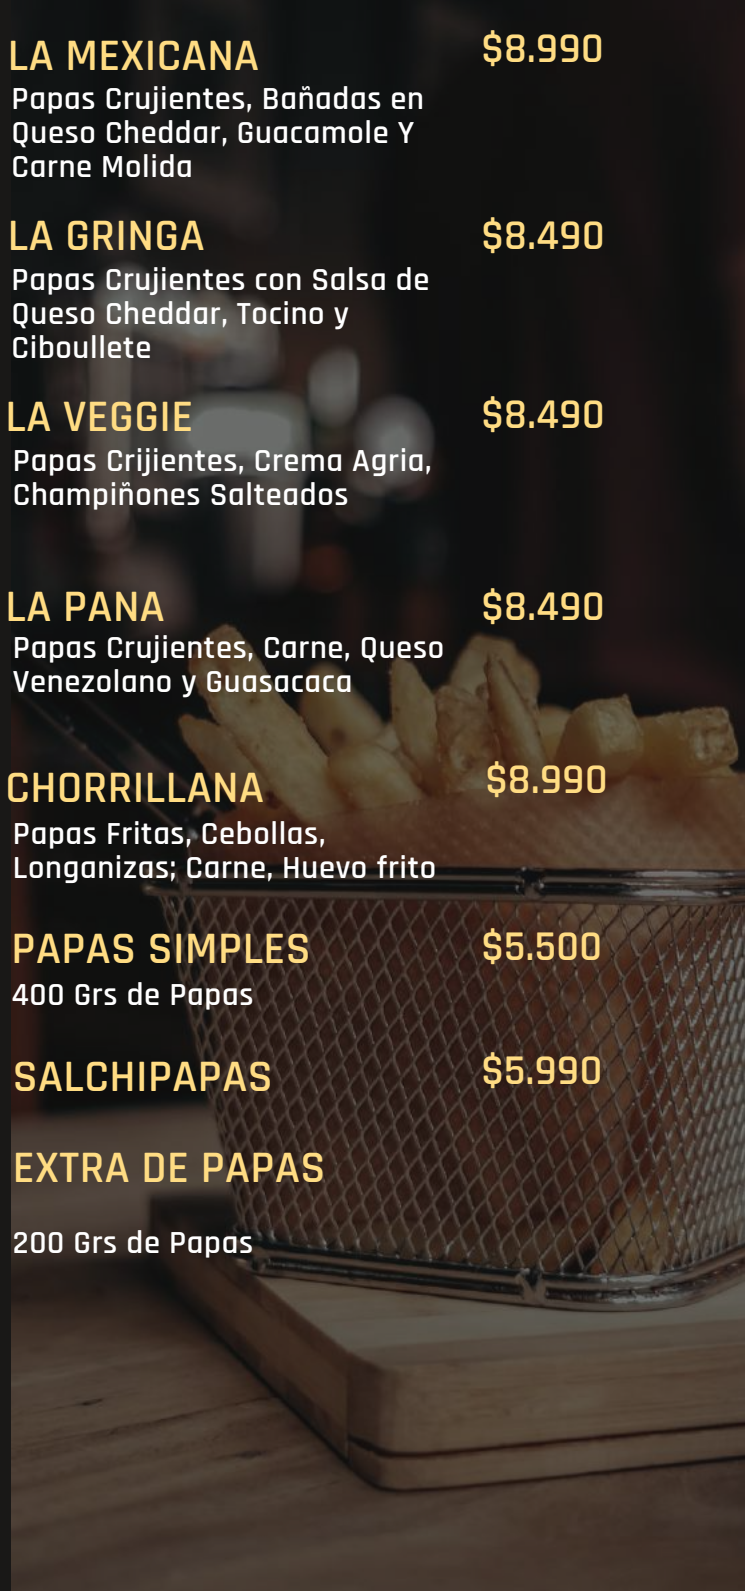 LA MEXICANA $8.990
Papas Crujientes, Bañadas en
Queso Cheddar, Guacamole Y
Carne Molida
LA GRINGA $8.490
Papas Crujientes con Salsa de
Queso Cheddar, Tocino y
Ciboullete
LA VEGGIE $8.490
Papas Crijientes, Crema Agria,
Champiñones Salteados
LA PANA $8.490
Papas Crujientes, Carne, Queso
Venezolano y Guasacaca
CHORRILLANA $8.990
Papas Fritas, Cebollas,
Longanizas; Carne, Huevo frito
PAPAS SIMPLES $5.500
400 Grs de Papas
SALCHIPAPAS $5.990
EXTRA DE PAPAS
200 Grs de Papas